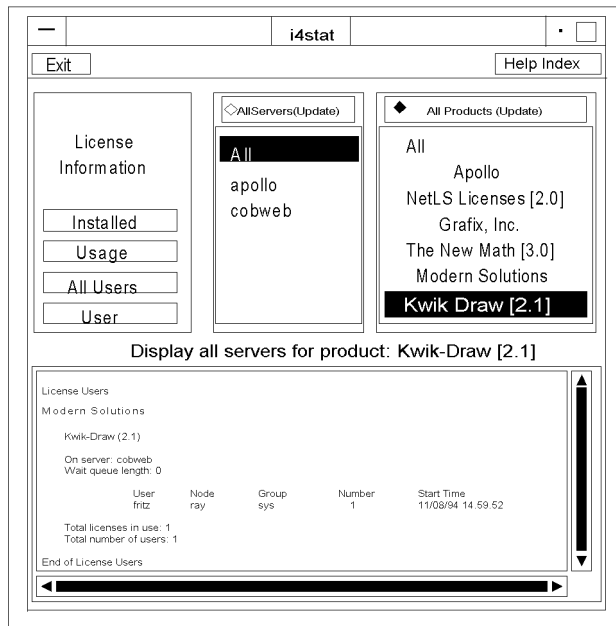 i4stat
Exit
Help Index
License
Information
Installed
Usage
All Users
User
AllServers(Update)
All
apollo
cobweb
All Products (Update)
All
Apollo
NetLS Licenses [2.0]
Grafix, Inc.
The New Math [3.0]
Modern Solutions
Kwik Draw [2.1]
Display all servers for product: Kwik-Draw [2.1]
License Users
Modern Solutions
Kwik-Draw (2.1)
On server: cobweb
Wait queue length: 0
User Node Group Number Start Time
fritz ray sys 1 11/08/94 14.59.52
Total licenses in use: 1
Total number of users: 1
End of License Users